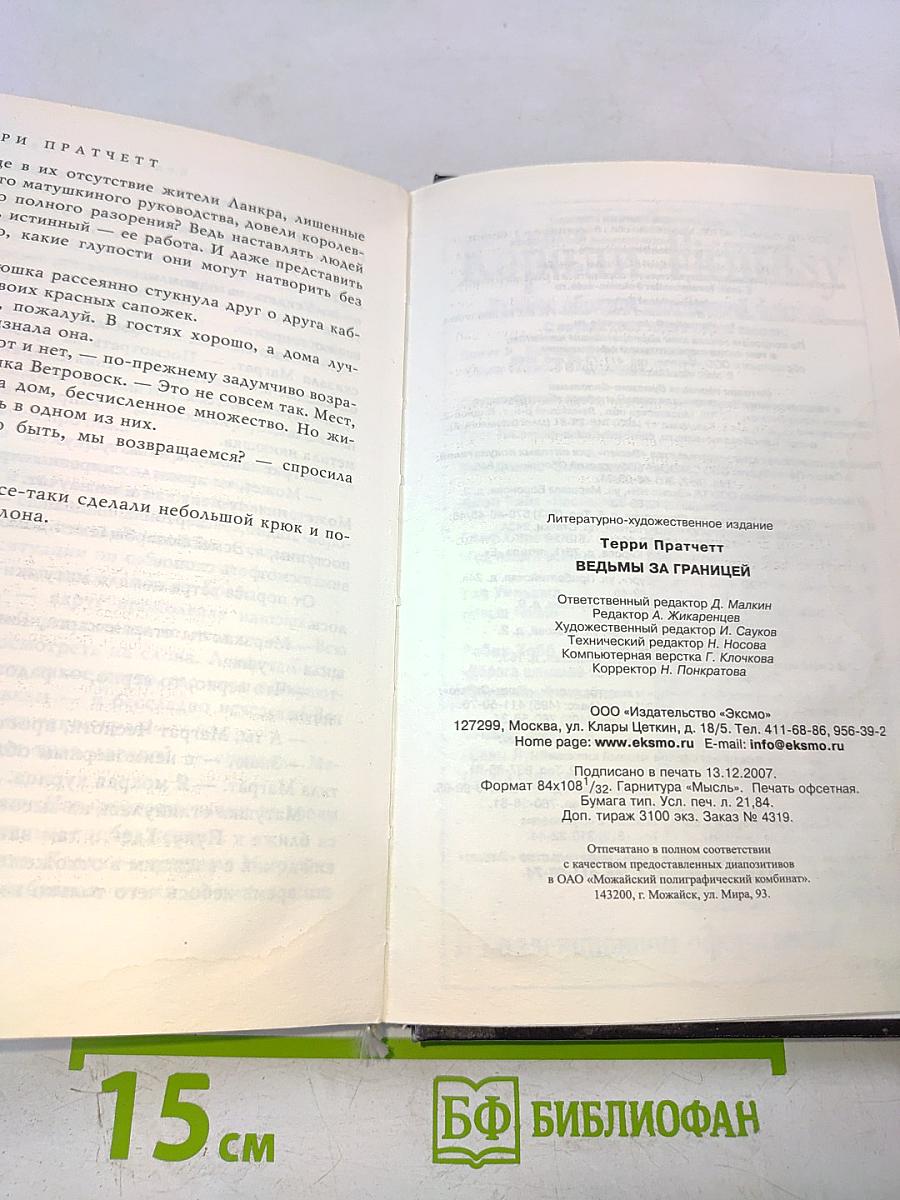 РИ ПРАТЧЕТТ
це в их отсутствие жители Ланкра, лишенные
го матушкиного руководства, довели королев-
о полного разорения? Ведь наставлять людей
ь истинный — ее работа. И даже представить
о, какие глупости они могут натворить без
юшка рассеянно стукнула друг о друга каб-
воих красных сапожек.
, пожалуй. В гостях хорошо, а дома луч-
изнала она.
от и нет, — по-прежнему задумчиво возра-
ка Ветровоск. — Это не совсем так. Мест,
а дом, бесчисленное множество. Но жи-
ь в одном из них.
о быть, мы возвращаемся? — спросила
се-таки сделали небольшой крюк и по-
лона.
Литературно-художественное издание
Терри Пратчетт
ВЕДЬМЫ ЗА ГРАНИЦЕЙ
Ответственный редактор Д. Малкин
Редактор А. Жикаренцев
Художественный редактор И. Сауков
Технический редактор Н. Носова
Компьютерная верстка Г. Клочкова
Корректор Н. Понкратова
ООО «Издательство «Эксмо»
127299, Москва, ул. Клары Цеткин, д. 18/5. Тел. 411-68-86, 956-39-2
Home page: www.eksmo.ru E-mail: info@eksmo.ru
Подписано в печать 13.12.2007.
Формат 84х108 1/32. Гарнитура «Мысль». Печать офсетная.
Бумага тип. Усл. печ. л. 21,84.
Доп. тираж 3100 экз. Заказ № 4319.
Отпечатано в полном соответствии
с качеством предоставленных диапозитивов
в ОАО «Можайский полиграфический комбинат».
143200, г. Можайск, ул. Мира, 93.
15 см
БФ БИБЛИОФАН